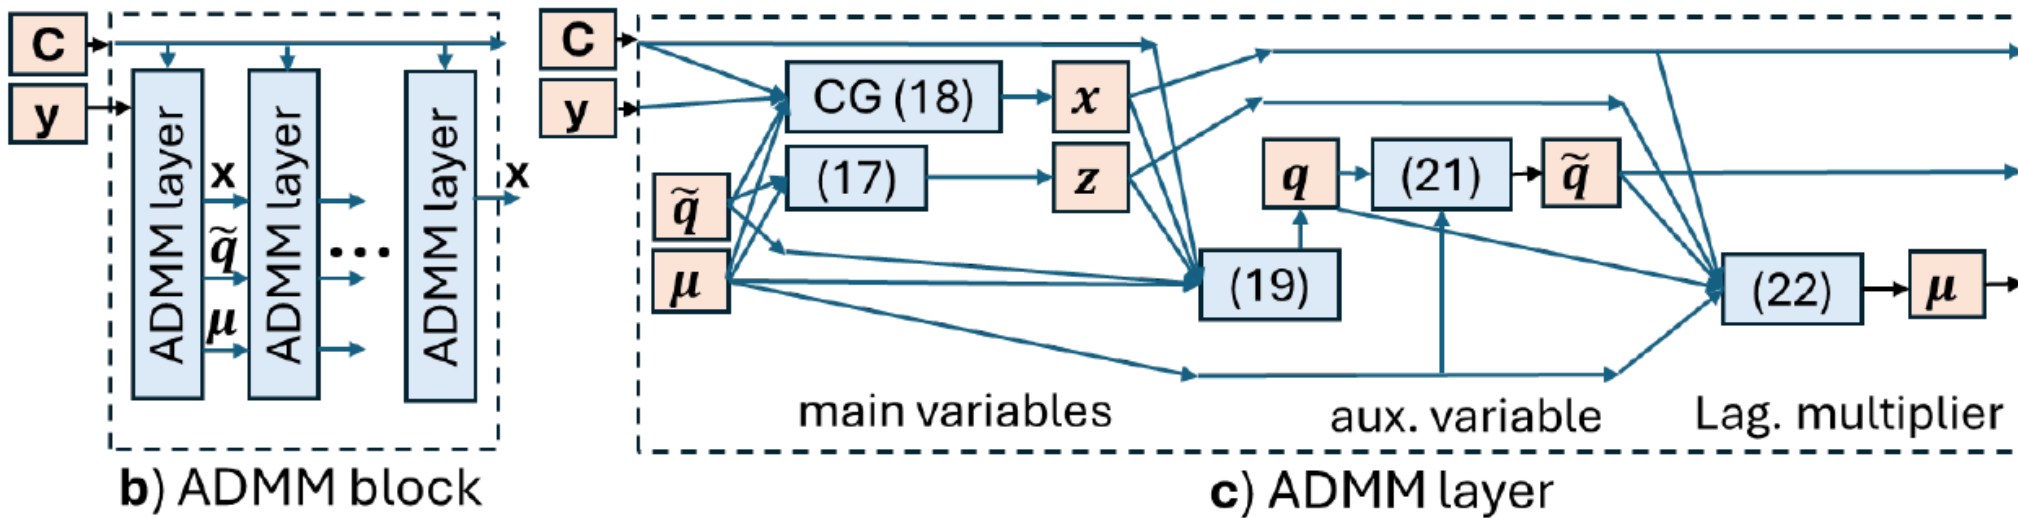 C
y
ADMM layer
x
q̃
μ
ADMM layer
...
ADMM layer
x
b) ADMM block
C
y
q̃
μ
CG (18)
x
(17)
z
(19)
q
(21)
q̃
(22)
μ
main variables
aux. variable
Lag. multiplier
c) ADMM layer